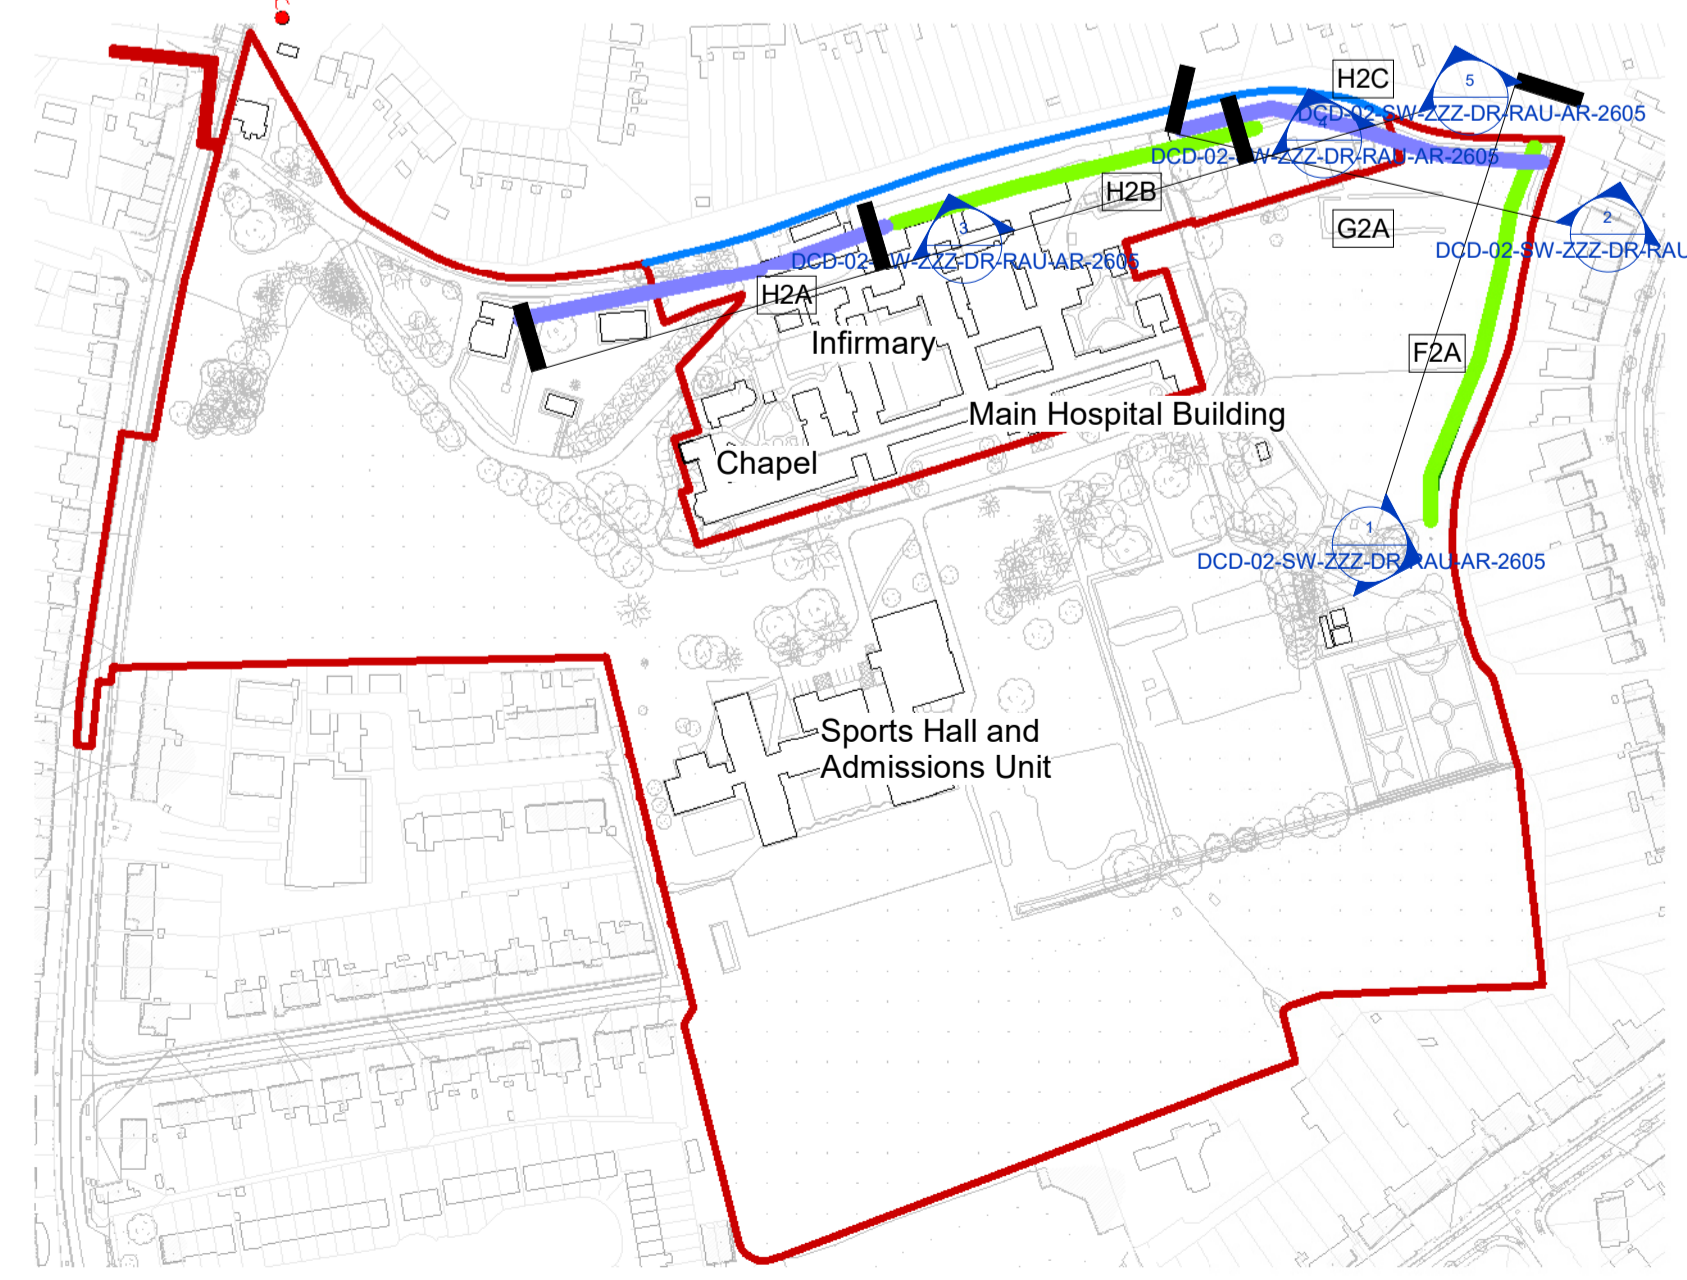 H2C
5
DCD-02-SW-ZZZ-DR-RAU-AR-2605
4
DCD-02-SW-ZZZ-DR-RAU-AR-2605
H2B
G2A
2
DCD-02-SW-ZZZ-DR-RAU
3
DCD-02-SW-ZZZ-DR-RAU-AR-2605
H2A
Infirmary
F2A
Main Hospital Building
Chapel
1
DCD-02-SW-ZZZ-DR-RAU-AR-2605
Sports Hall and
Admissions Unit